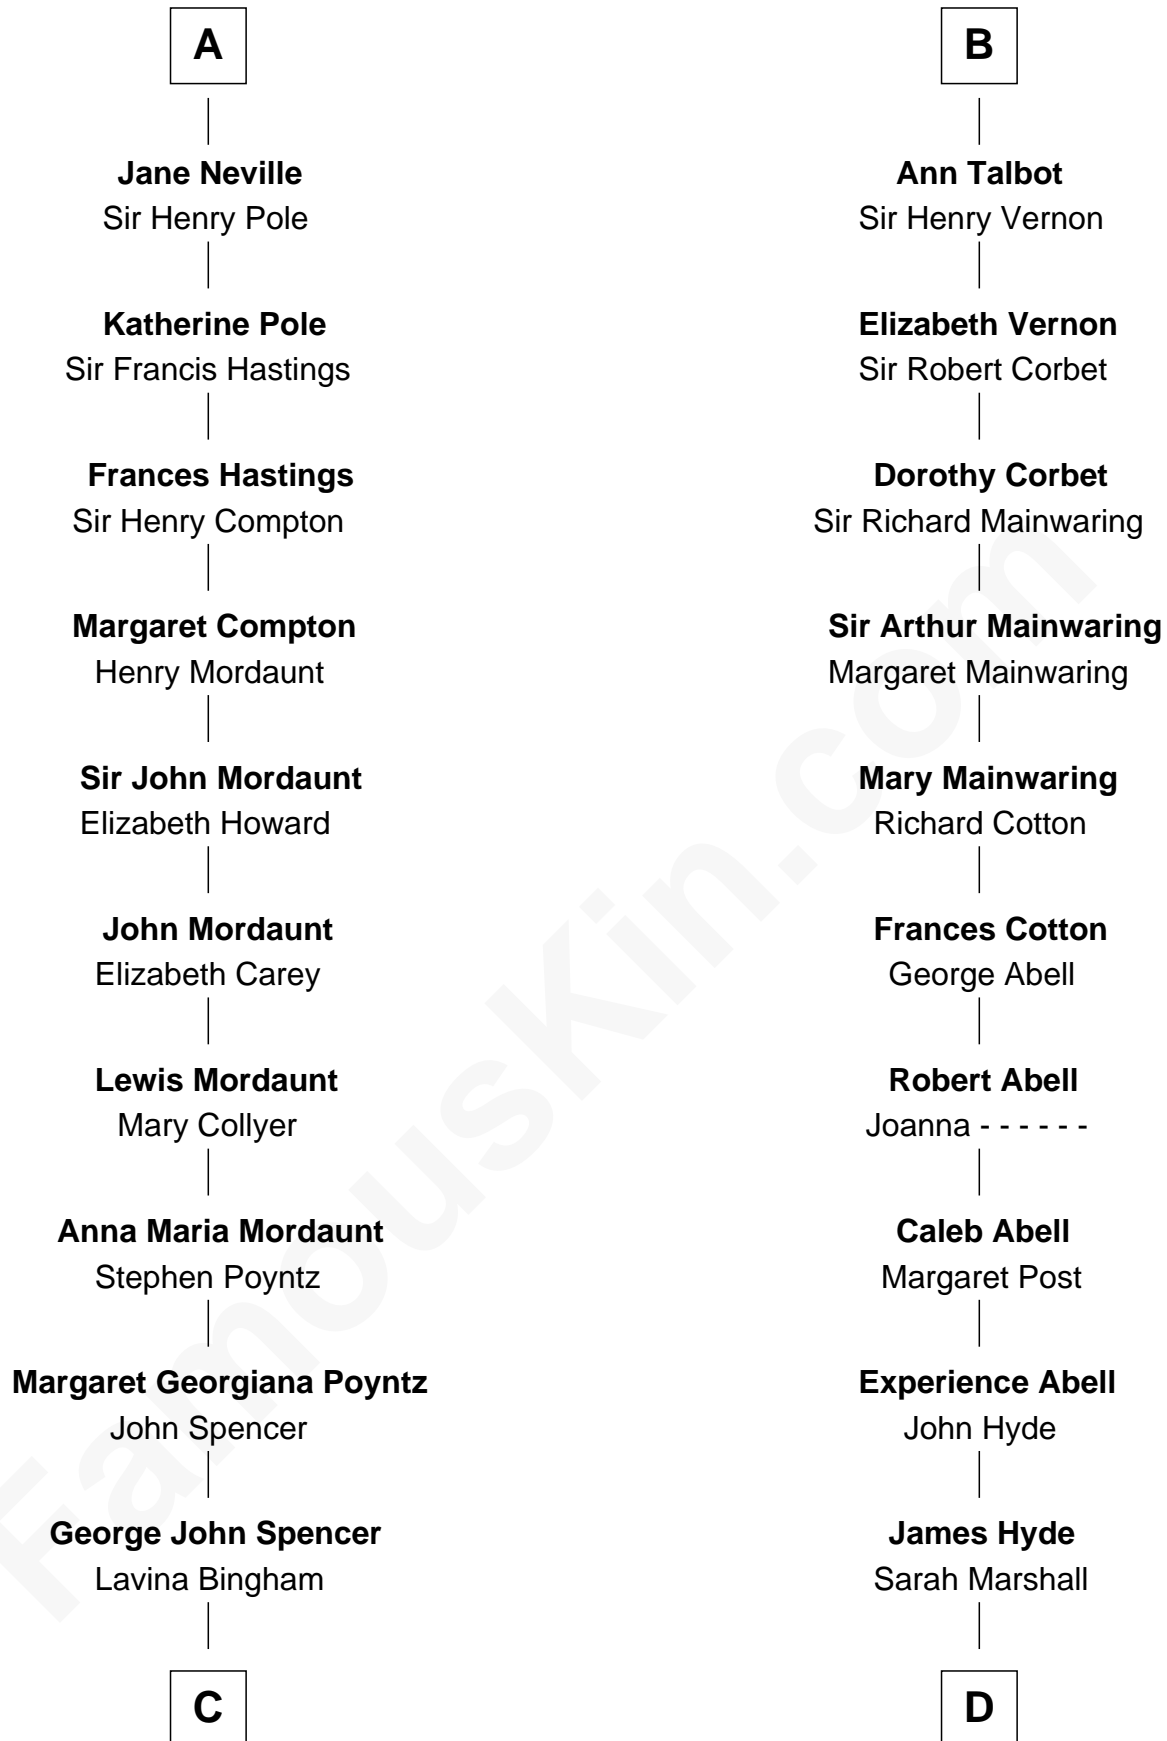 A
Jane Neville
Sir Henry Pole
Katherine Pole
Sir Francis Hastings
Frances Hastings
Sir Henry Compton
Margaret Compton
Henry Mordaunt
Sir John Mordaunt
Elizabeth Howard
John Mordaunt
Elizabeth Carey
Lewis Mordaunt
Mary Collyer
Anna Maria Mordaunt
Stephen Poyntz
Margaret Georgiana Poyntz
John Spencer
George John Spencer
Lavina Bingham
C
B
Ann Talbot
Sir Henry Vernon
Elizabeth Vernon
Sir Robert Corbet
Dorothy Corbet
Sir Richard Mainwaring
Sir Arthur Mainwaring
Margaret Mainwaring
Mary Mainwaring
Richard Cotton
Frances Cotton
George Abell
Robert Abell
Joanna - - - - - -
Caleb Abell
Margaret Post
Experience Abell
John Hyde
James Hyde
Sarah Marshall
D
FamousKin.com